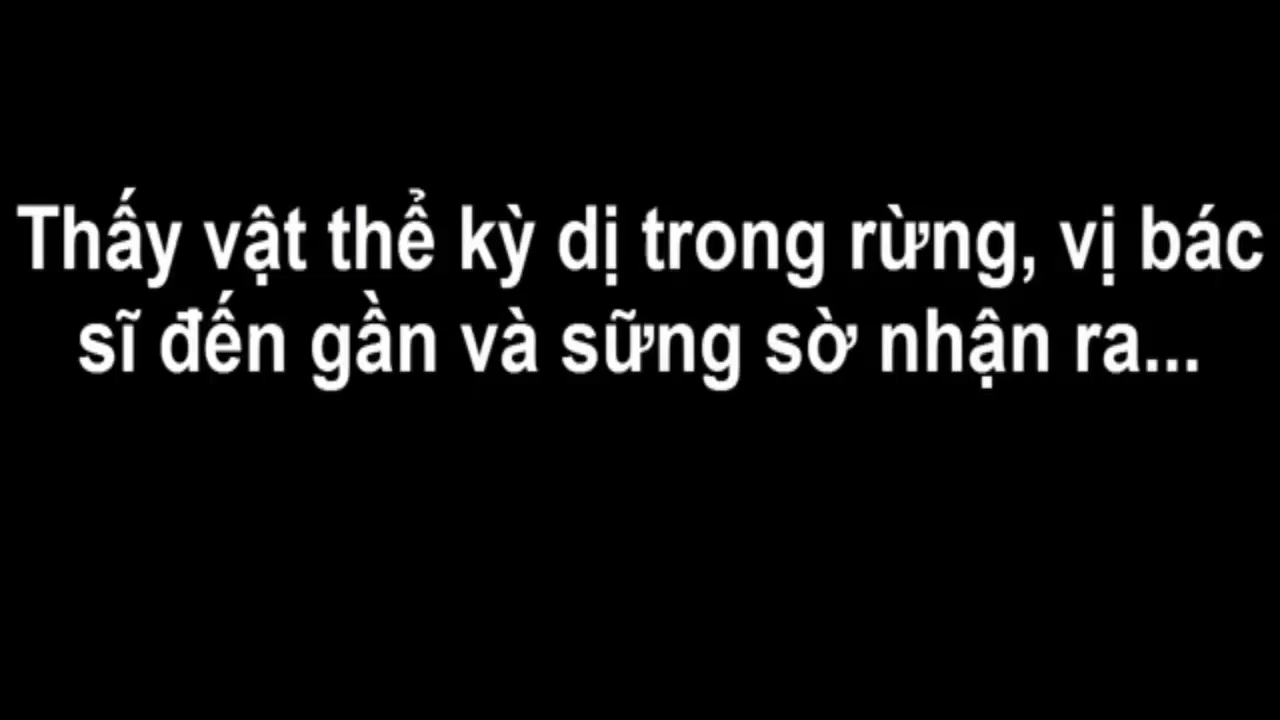 Thấy vật thể kỳ dị trong rừng, vị bác
sĩ đến gần và sững sờ nhận ra...